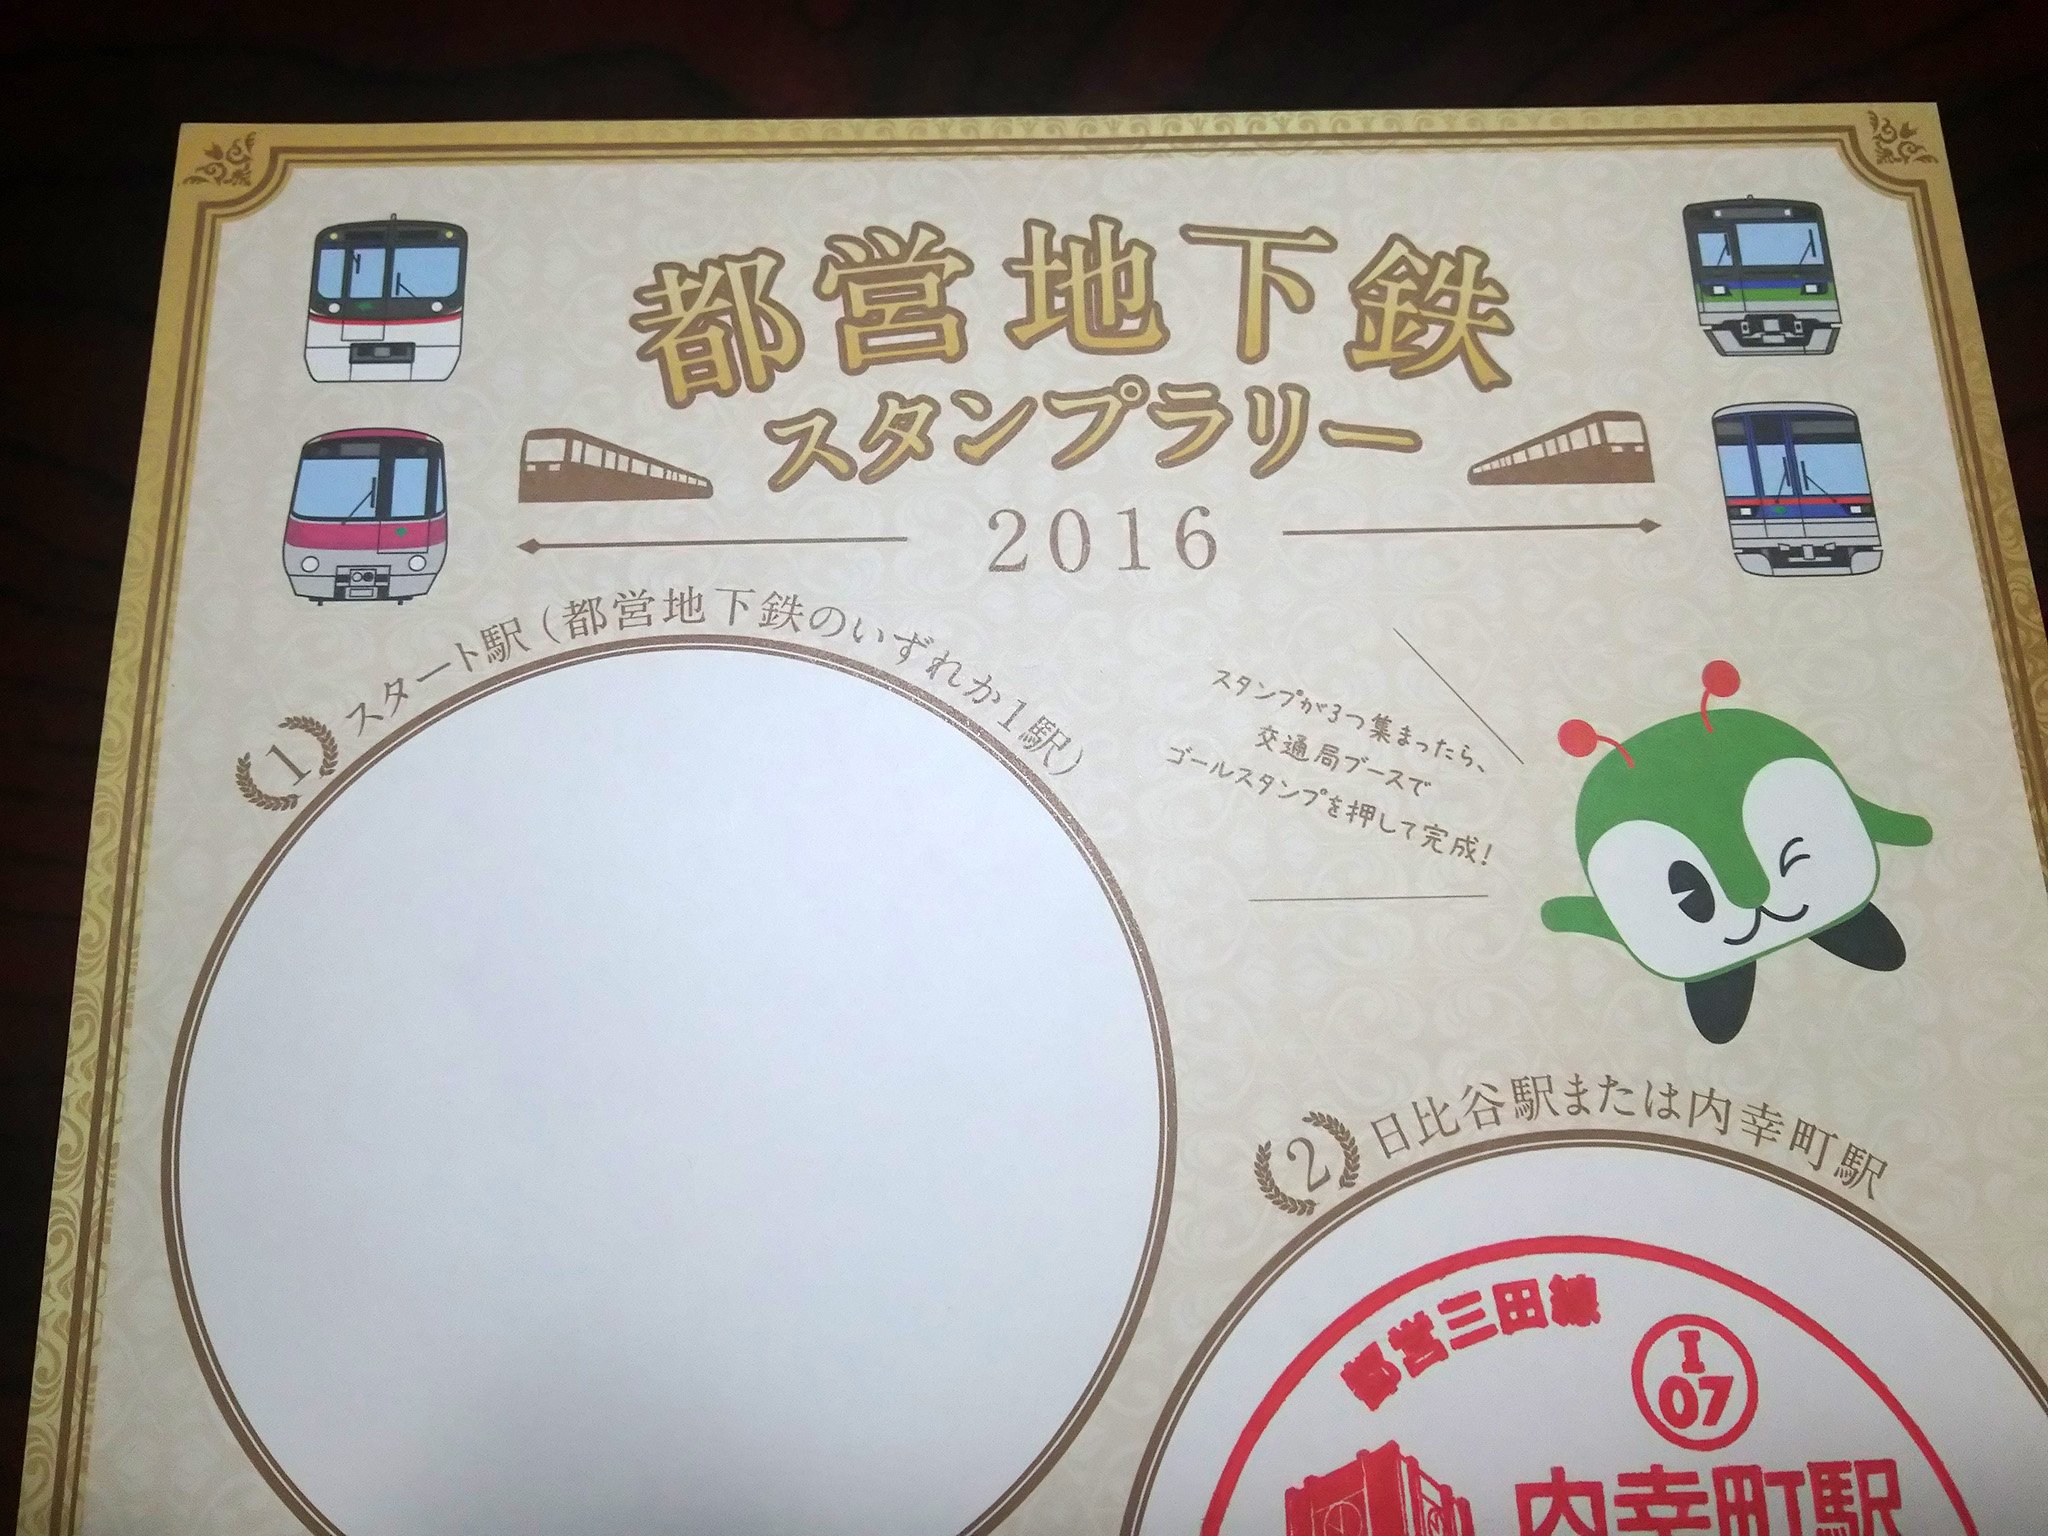 都営地下鉄
スタンプラリー
2016
1 スタート駅（都営地下鉄のいずれか1駅）
スタンプが3つ集まったら、
交通局ブースで
ゴールスタンプを押して完成!
2 日比谷駅または内幸町駅
都営三田線
I
07
内幸町駅